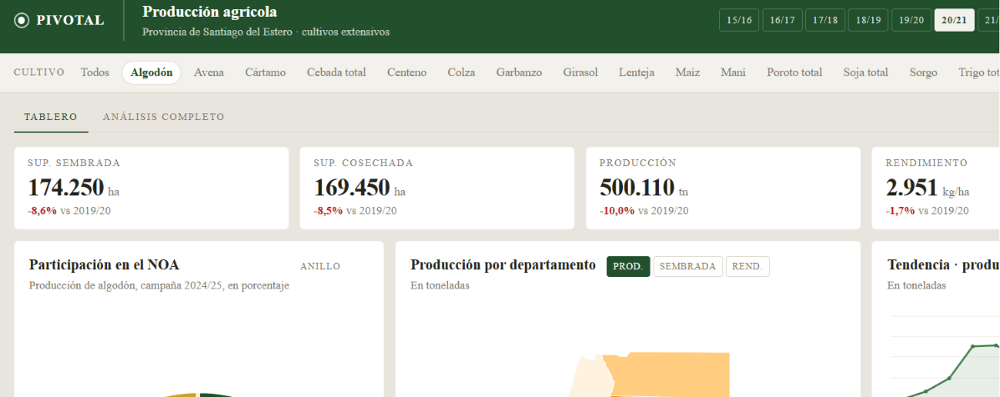 PIVOTAL
Producción agrícola
Provincia de Santiago del Estero · cultivos extensivos
15/16 16/17 17/18 18/19 19/20 20/21 21/
CULTIVO Todos Algodón Avena Cártamo Cebada total Centeno Colza Garbanzo Girasol Lenteja Maíz Maní Poroto total Soja total Sorgo Trigo tot
TABLERO ANÁLISIS COMPLETO
SUP. SEMBRADA
174.250 ha
-8,6% vs 2019/20
SUP. COSECHADA
169.450 ha
-8,5% vs 2019/20
PRODUCCIÓN
500.110 tn
-10,0% vs 2019/20
RENDIMIENTO
2.951 kg/ha
-1,7% vs 2019/20
Participación en el NOA ANILLO
Producción de algodón, campaña 2024/25, en porcentaje
Producción por departamento PROD. SEMBRADA REND.
En toneladas
Tendencia · produ
En toneladas